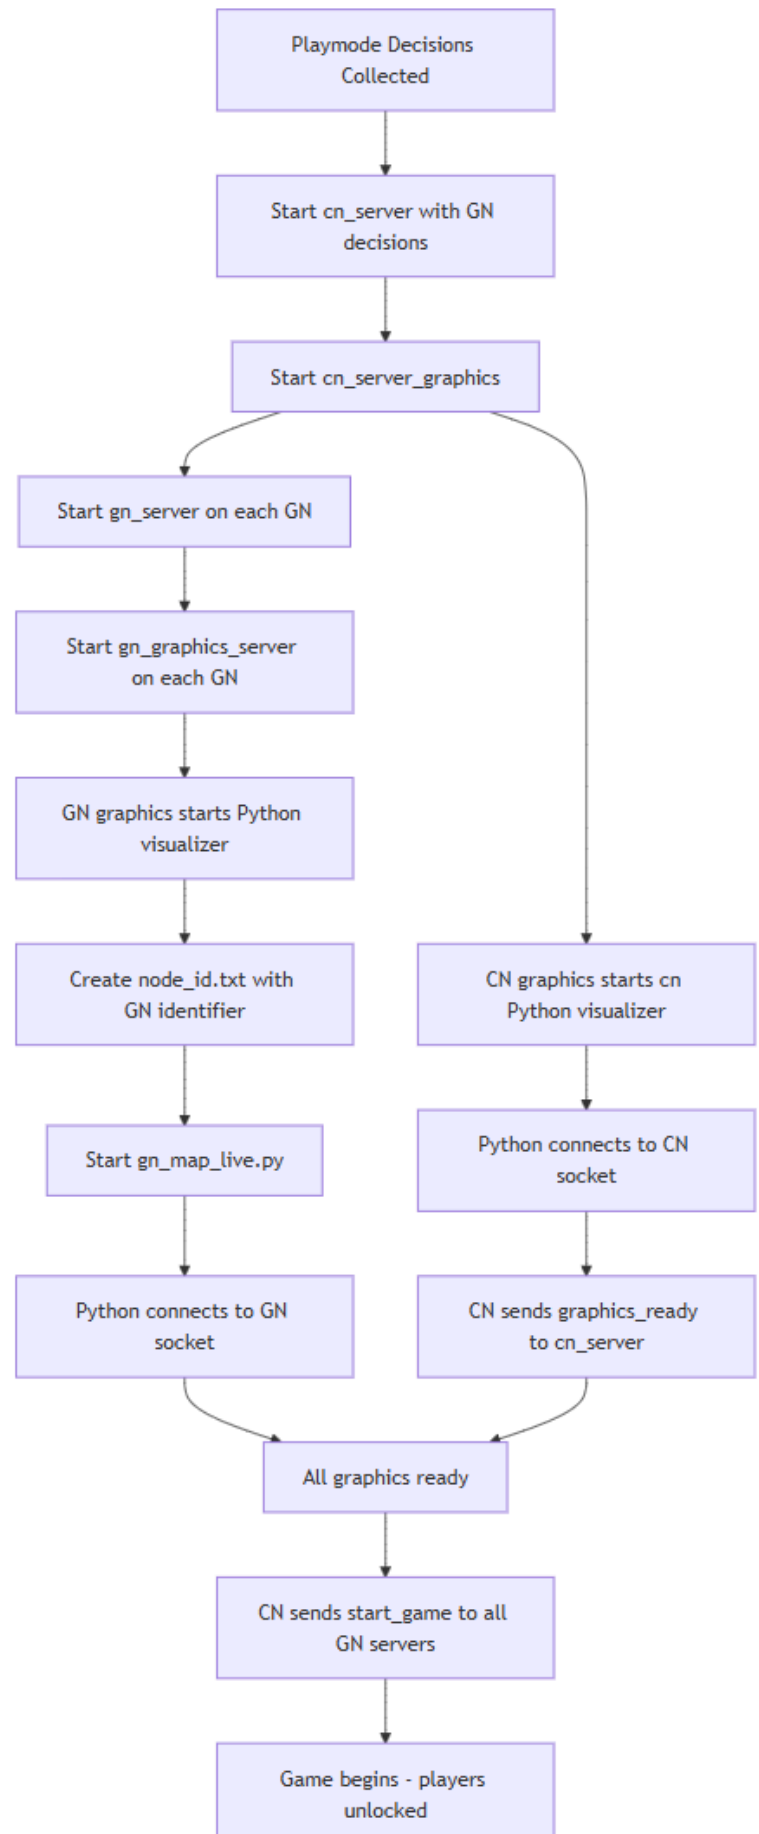 Playmode Decisions
Collected
Start cn_server with GN
decisions
Start cn_server_graphics
Start gn_server on each GN
Start gn_graphics_server
on each GN
GN graphics starts Python
visualizer
Create node_id.txt with
GN identifier
CN graphics starts cn
Python visualizer
Start gn_map_live.py
Python connects to CN
socket
Python connects to GN
socket
CN sends graphics_ready
to cn_server
All graphics ready
CN sends start_game to all
GN servers
Game begins - players
unlocked